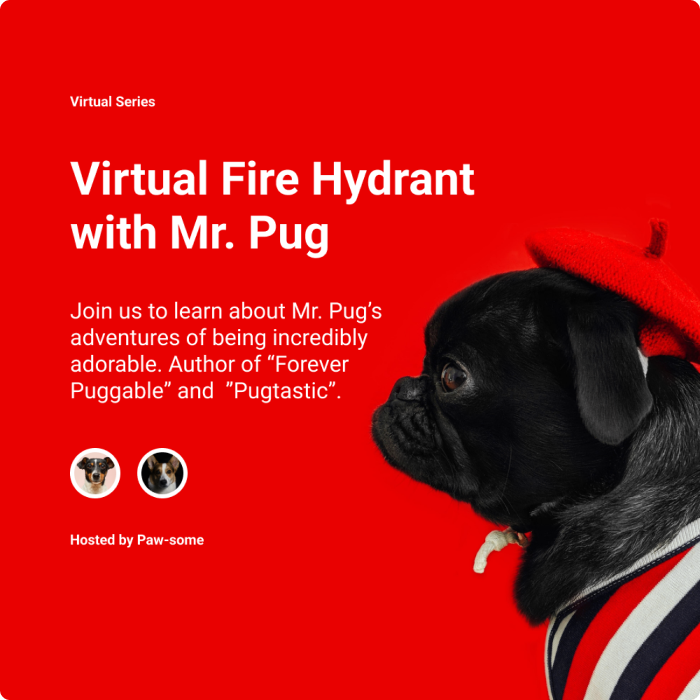 Virtual Series
Virtual Fire Hydrant
with Mr. Pug
Join us to learn about Mr. Pug’s
adventures of being incredibly
adorable. Author of “Forever
Puggable” and  ”Pugtastic”.
Hosted by Paw-some